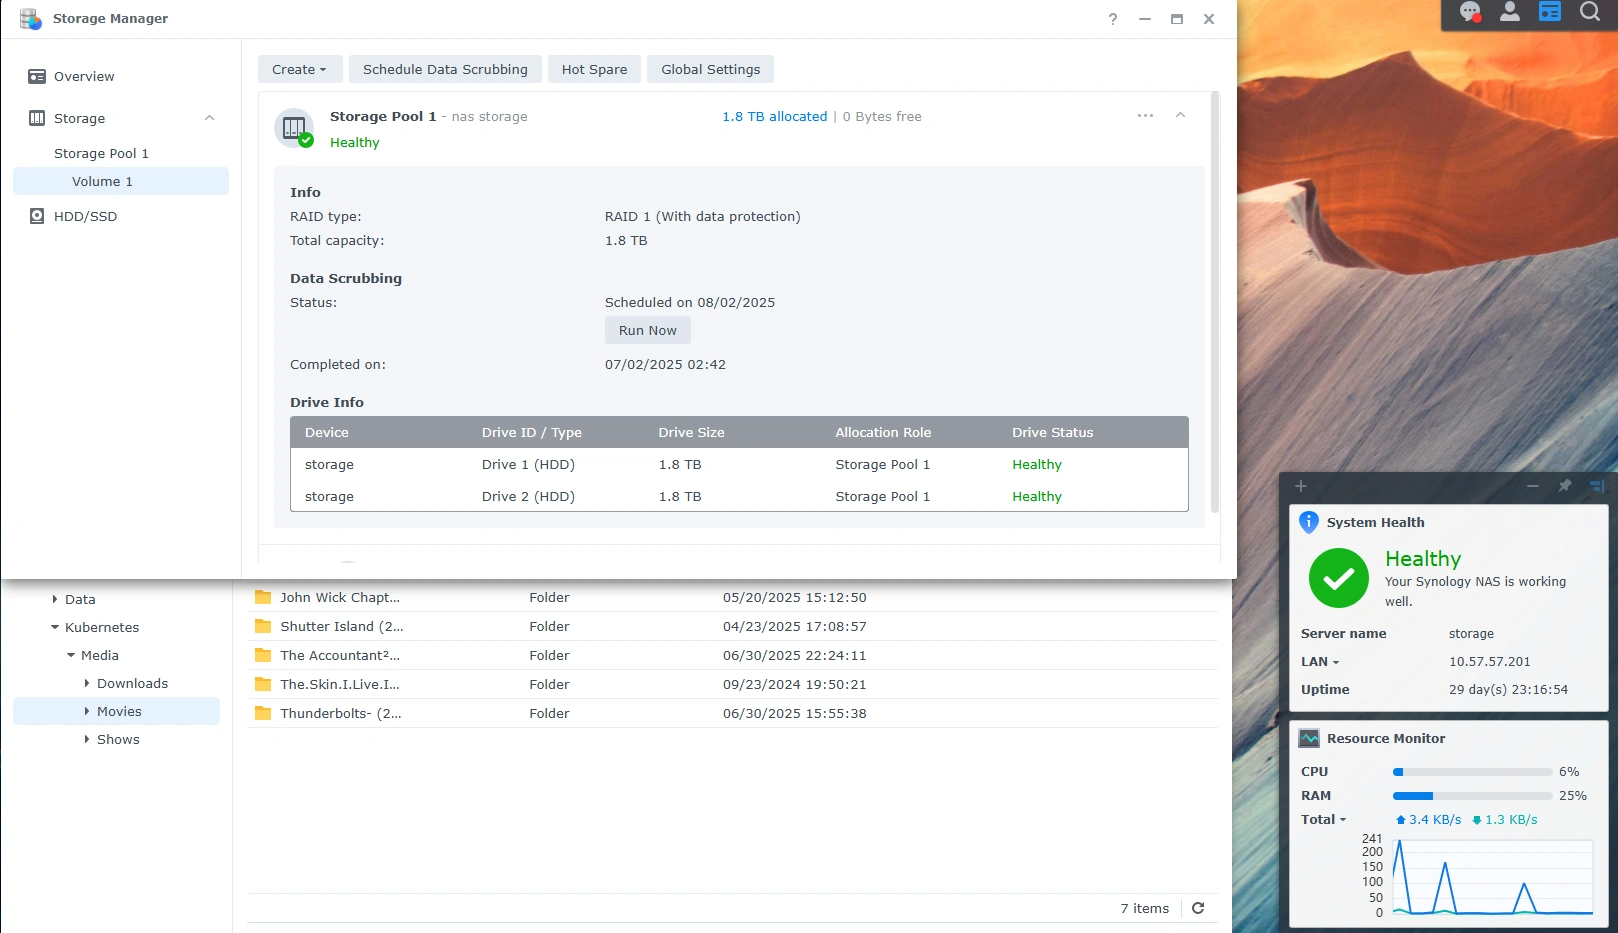 Storage Manager
?
Overview
Storage
Storage Pool 1
Volume 1
HDD/SSD
Create
Schedule Data Scrubbing
Hot Spare
Global Settings
Storage Pool 1 - nas storage
1.8 TB allocated | 0 Bytes free
Healthy
Info
RAID type: RAID 1 (With data protection)
Total capacity: 1.8 TB
Data Scrubbing
Status: Scheduled on 08/02/2025
Run Now
Completed on: 07/02/2025 02:42
Drive Info
Device Drive ID / Type Drive Size Allocation Role Drive Status
storage Drive 1 (HDD) 1.8 TB Storage Pool 1 Healthy
storage Drive 2 (HDD) 1.8 TB Storage Pool 1 Healthy
Data
Kubernetes
Media
Downloads
Movies
Shows
John Wick Chapt... Folder 05/20/2025 15:12:50
Shutter Island (2... Folder 04/23/2025 17:08:57
The Accountant²... Folder 06/30/2025 22:24:11
The.Skin.I.Live.I... Folder 09/23/2024 19:50:21
Thunderbolts- (2... Folder 06/30/2025 15:55:38
7 items
System Health
Healthy
Your Synology NAS is working
well.
Server name storage
LAN 10.57.57.201
Uptime 29 day(s) 23:16:54
Resource Monitor
CPU 6%
RAM 25%
Total 3.4 KB/s 1.3 KB/s
241
200
150
100
50
0